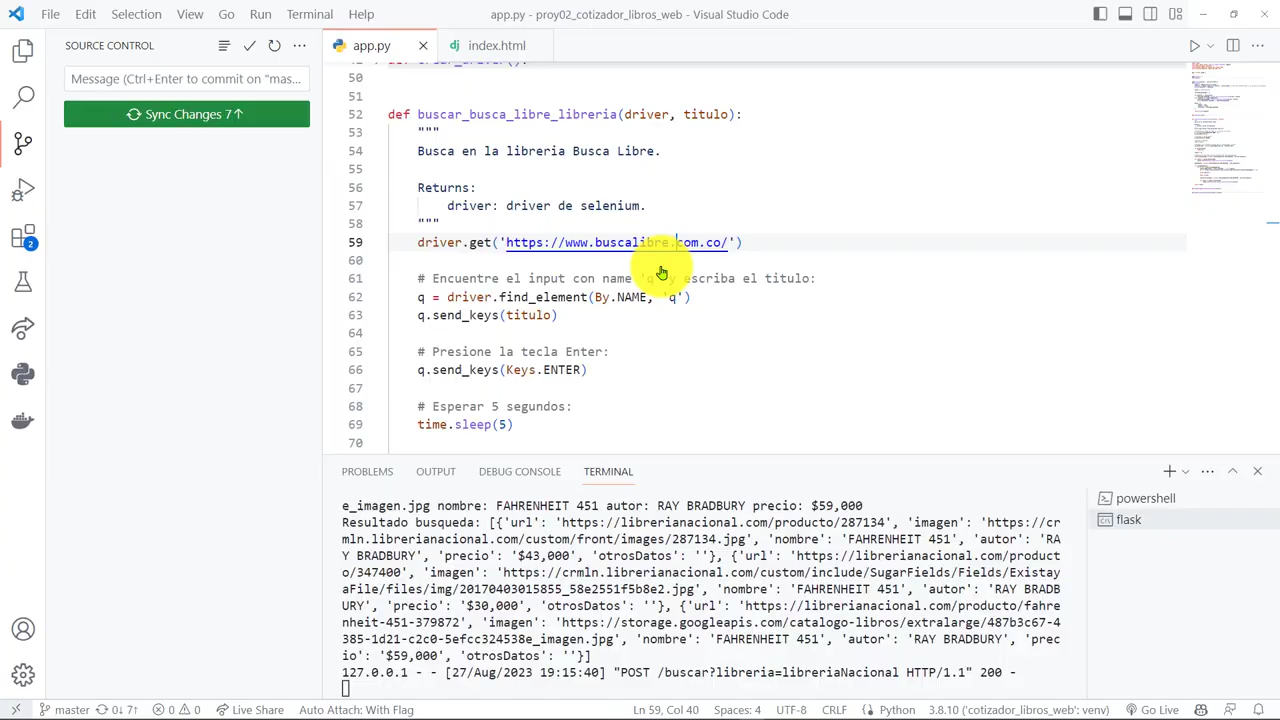 File Edit Selection View Go Run Terminal Help
app.py - proy02_cotizador_libros_web - Visual Studio...
SOURCE CONTROL
app.py
index.html
Message (Ctrl+Enter to commit on "mas...
Sync Changes 7↑
50
51
52 def buscar_buscalibre_li titulo):
53 """
54
55
56 Returns:
57 driver
58 """
59 driver.get('https://www.buscalibre.com.co/')
60
61 # Encuentre el input con name 'q' y escriba el titulo:
62 q = driver.find_element(By.NAME, 'q')
63 q.send_keys(titulo)
64
65 # Presione la tecla Enter:
66 q.send_keys(Keys.ENTER)
67
68 # Esperar 5 segundos:
69 time.sleep(5)
70
2
PROBLEMS OUTPUT DEBUG CONSOLE TERMINAL
powershell
flask
e_imagen.jpg nombre: FAHRENHEIT 451 autor: RAY BRADBURY precio: $59,000
Resultado busqueda: [{'url': 'https://librerianacional.com/producto/287134', 'imagen': 'https://cr
mln.librerianacional.com/custom/front/images/287134.jpg', 'nombre': 'FAHRENHEIT 451', 'autor': 'RA
Y BRADBURY', 'precio': '$43,000', 'otrosDatos': ''}, {'url': 'https://librerianacional.com/product
o/347400', 'imagen': 'https://crmln.librerianacional.com/custom/include/SugarFields/Fields/Existay
aFile/files/img/20170403015855_58e2551f5b8e2.jpg', 'nombre': 'FAHRENHEIT 451', 'autor': 'RAY BRADB
URY', 'precio': '$30,000', 'otrosDatos': ''}, {'url': 'https://librerianacional.com/producto/fahre
nheit-451-379872', 'imagen': 'https://storage.googleapis.com/catalogo-libros/extralarge/487b3c67-4
385-1d21-c2c0-5efcc324538e_imagen.jpg', 'nombre': 'FAHRENHEIT 451', 'autor': 'RAY BRADBURY', 'prec
io': '$59,000', 'otrosDatos': ''}]
127.0.0.1 - - [27/Aug/2023 19:15:40] "POST /buscar?libreria=libreriaNacional HTTP/1.1" 200 -
master 0↓ 7↑ 0 0 Live Share Auto Attach: With Flag Ln 59, Col 40 Spaces: 4 UTF-8 CRLF Python 3.8.10 ('cotizador_libros_web': venv) Go Live